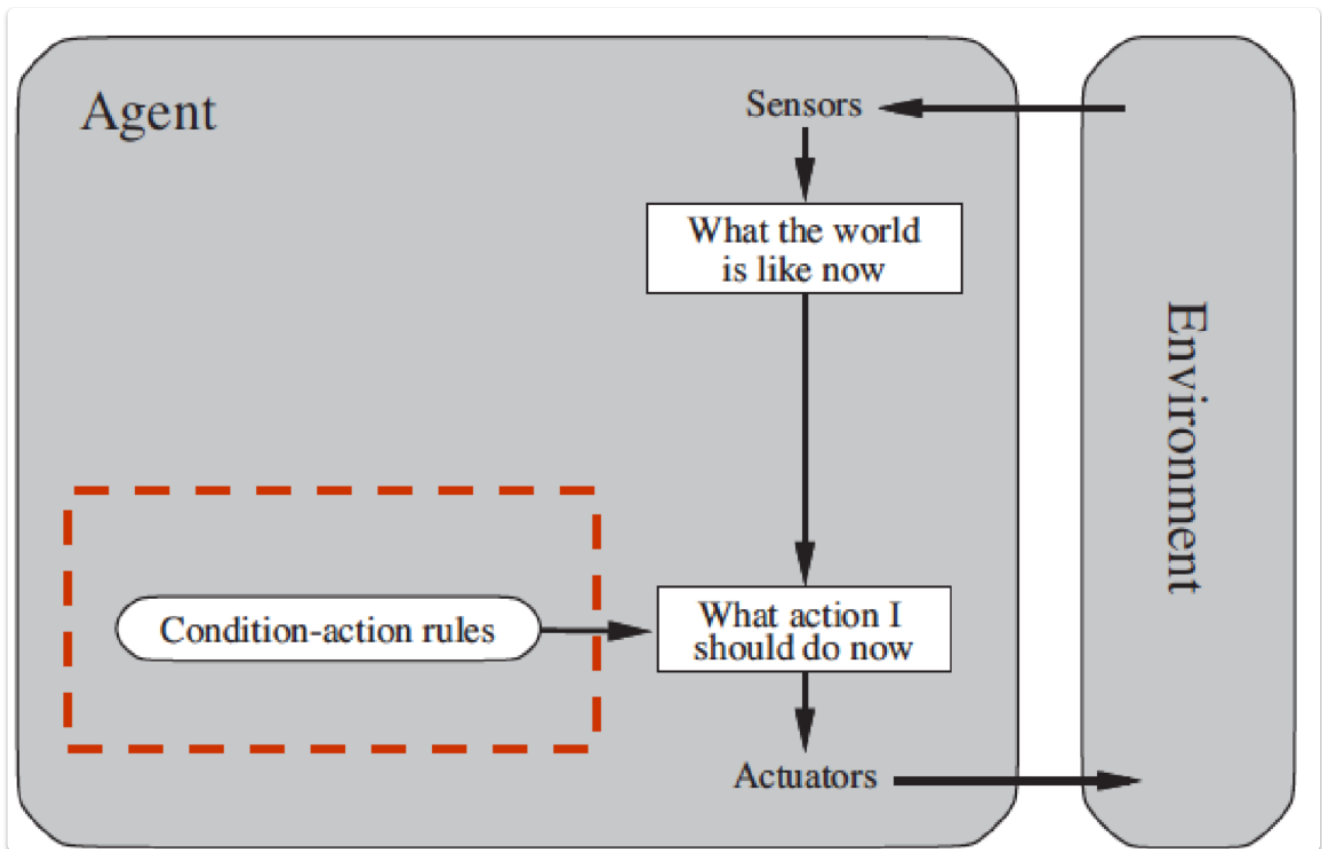 Agent
Sensors
What the world
is like now
Environment
Condition-action rules
What action I
should do now
Actuators